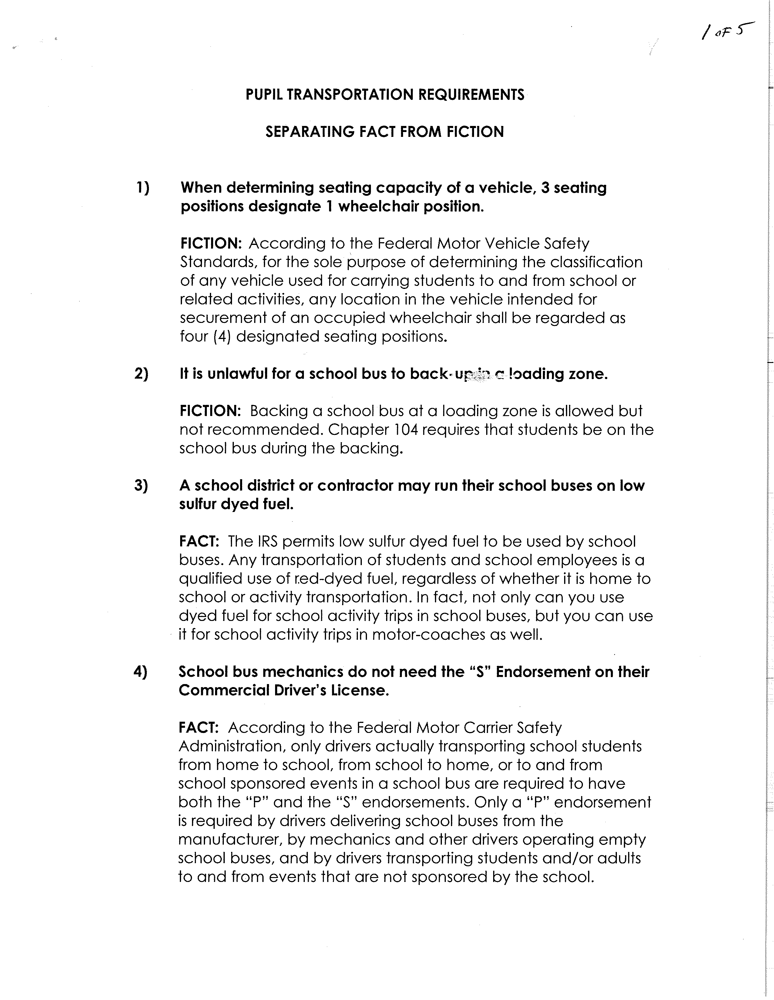 1 OF 5
PUPIL TRANSPORTATION REQUIREMENTS
SEPARATING FACT FROM FICTION
1) When determining seating capacity of a vehicle, 3 seating
positions designate 1 wheelchair position.
FICTION: According to the Federal Motor Vehicle Safety
Standards, for the sole purpose of determining the classification
of any vehicle used for carrying students to and from school or
related activities, any location in the vehicle intended for
securement of an occupied wheelchair shall be regarded as
four (4) designated seating positions.
2) It is unlawful for a school bus to back-up in a loading zone.
FICTION: Backing a school bus at a loading zone is allowed but
not recommended. Chapter 104 requires that students be on the
school bus during the backing.
3) A school district or contractor may run their school buses on low
sulfur dyed fuel.
FACT: The IRS permits low sulfur dyed fuel to be used by school
buses. Any transportation of students and school employees is a
qualified use of red-dyed fuel, regardless of whether it is home to
school or activity transportation. In fact, not only can you use
dyed fuel for school activity trips in school buses, but you can use
it for school activity trips in motor-coaches as well.
4) School bus mechanics do not need the “S” Endorsement on their
Commercial Driver's License.
FACT: According to the Federal Motor Carrier Safety
Administration, only drivers actually transporting school students
from home to school, from school to home, or to and from
school sponsored events in a school bus are required to have
both the “P” and the “S” endorsements. Only a “P” endorsement
is required by drivers delivering school buses from the
manufacturer, by mechanics and other drivers operating empty
school buses, and by drivers transporting students and/or adults
to and from events that are not sponsored by the school.